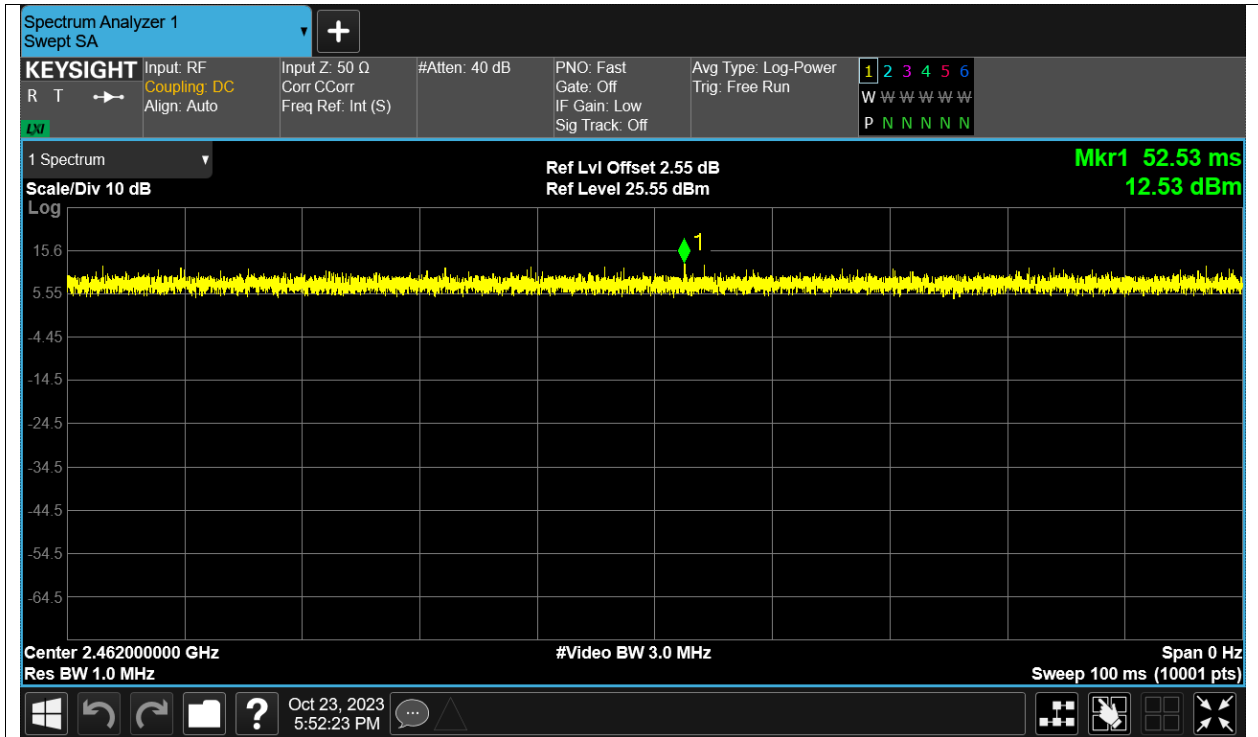 Spectrum Analyzer 1
Swept SA
KEYSIGHT
R T
LXI
Input: RF
Coupling: DC
Align: Auto
Input Z: 50 Ω
Corr CCorr
Freq Ref: Int (S)
#Atten: 40 dB
PNO: Fast
Gate: Off
IF Gain: Low
Sig Track: Off
Avg Type: Log-Power
Trig: Free Run
1 2 3 4 5 6
W W W W W W
P N N N N N
1 Spectrum
Scale/Div 10 dB
Log
Ref Lvl Offset 2.55 dB
Ref Level 25.55 dBm
Mkr1 52.53 ms
12.53 dBm
1
15.6
5.55
-4.45
-14.5
-24.5
-34.5
-44.5
-54.5
-64.5
Center 2.462000000 GHz
#Video BW 3.0 MHz
Span 0 Hz
Res BW 1.0 MHz
Sweep 100 ms (10001 pts)
?
Oct 23, 2023
5:52:23 PM